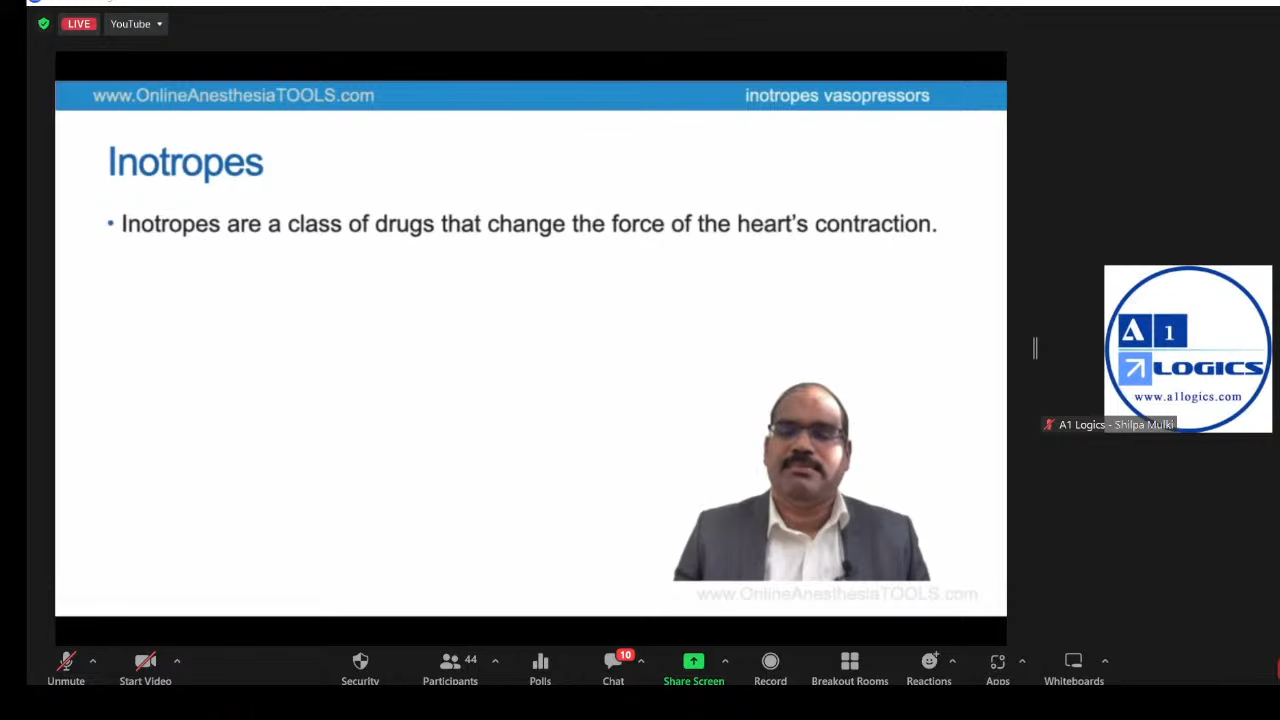 LIVE
YouTube
www.OnlineAnesthesiaTOOLS.com
inotropes vasopressors
Inotropes
• Inotropes are a class of drugs that change the force of the heart's contraction.
www.OnlineAnesthesiaTOOLS.com
A 1
LOGICS
www.a1logics.com
A1 Logics - Shilpa Mulki
44
10
Unmute
Start Video
Security
Participants
Polls
Chat
Share Screen
Record
Breakout Rooms
Reactions
Apps
Whiteboards